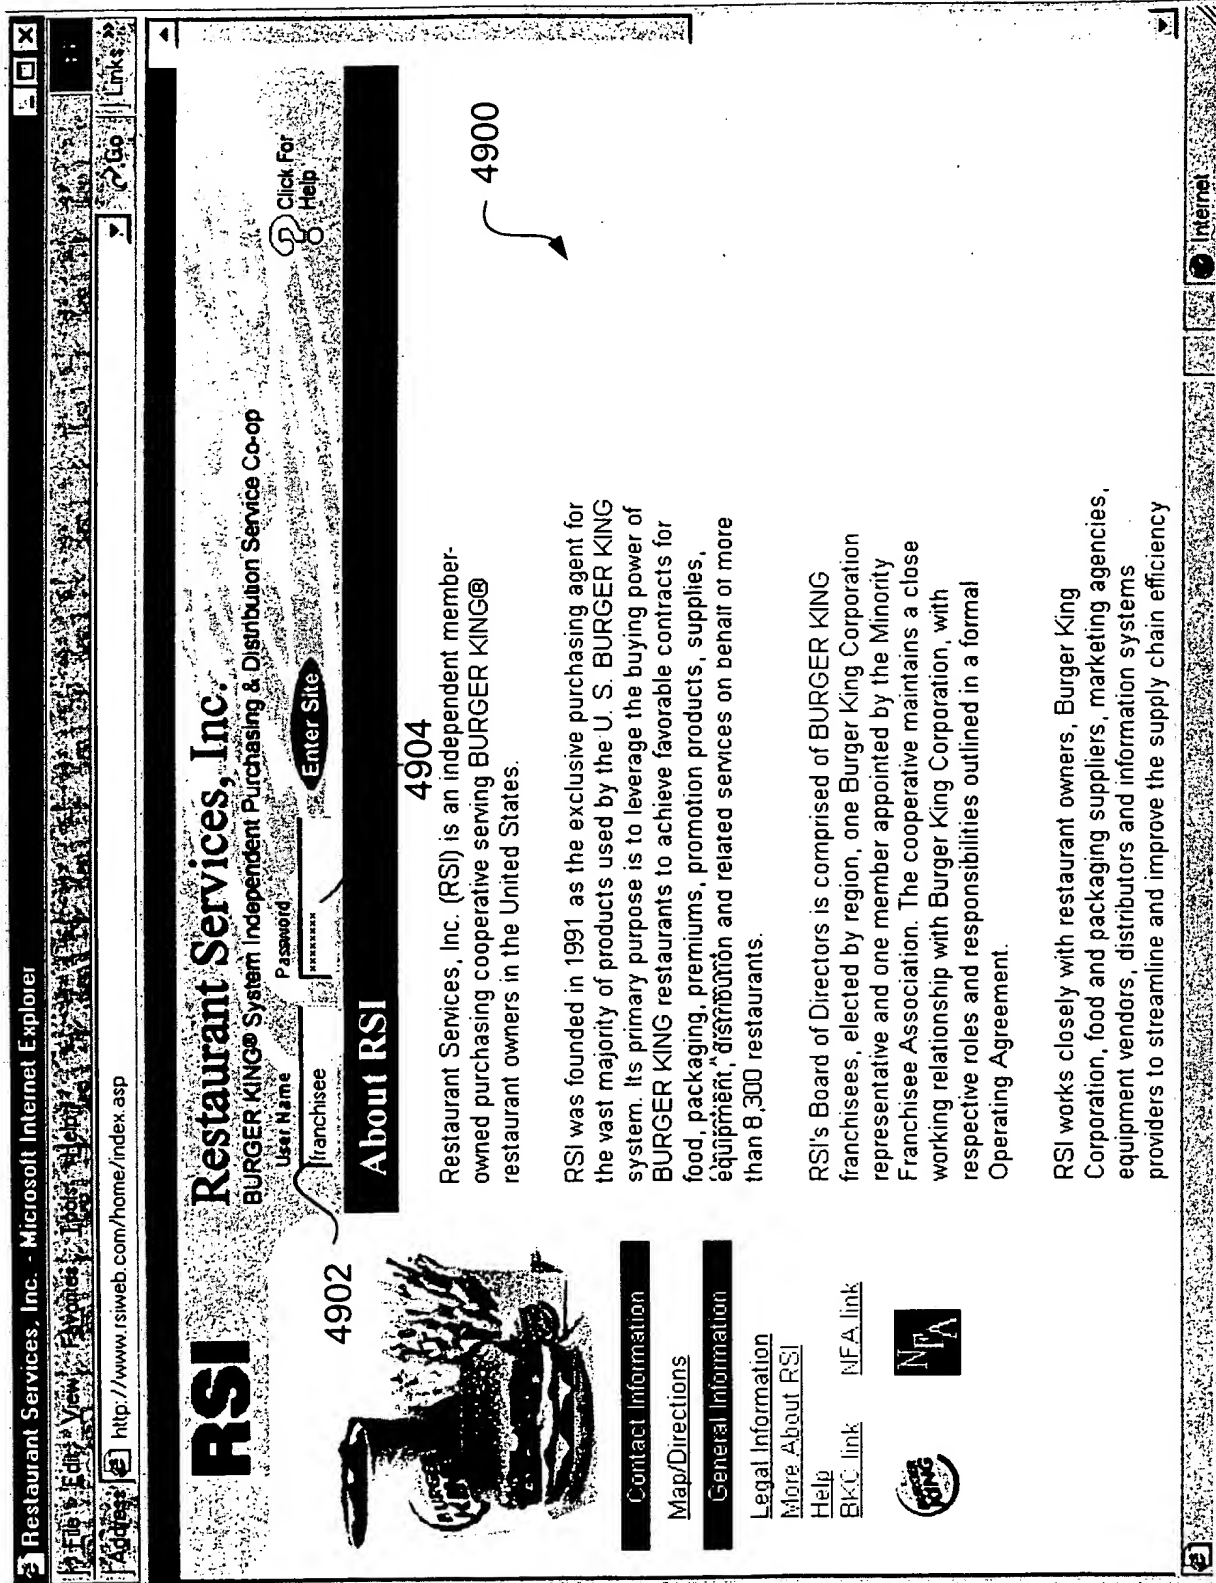 Restaurant Services, Inc. - Microsoft Internet Explorer
File Edit View Favorites Tools Help
Address http://www.rsiweb.com/home/index.asp Go Links »
RSI
Restaurant Services, Inc.
BURGER KING® System Independent Purchasing & Distribution Service Co-op
User Name Password
franchisee ******** Enter Site
Click For
Help
4902
4904
4900
About RSI
Restaurant Services, Inc. (RSI) is an independent member-
owned purchasing cooperative serving BURGER KING®
restaurant owners in the United States.
RSI was founded in 1991 as the exclusive purchasing agent for
the vast majority of products used by the U. S. BURGER KING
system. Its primary purpose is to leverage the buying power of
BURGER KING restaurants to achieve favorable contracts for
food, packaging, premiums, promotion products, supplies,
equipment, distribution and related services on behalf of more
than 8,300 restaurants.
RSI's Board of Directors is comprised of BURGER KING
franchisees, elected by region, one Burger King Corporation
representative and one member appointed by the Minority
Franchisee Association. The cooperative maintains a close
working relationship with Burger King Corporation, with
respective roles and responsibilities outlined in a formal
Operating Agreement.
RSI works closely with restaurant owners, Burger King
Corporation, food and packaging suppliers, marketing agencies,
equipment vendors, distributors and information systems
providers to streamline and improve the supply chain efficiency
Contact Information
Map/Directions
General Information
Legal Information
More About RSI
Help
BKC link NFA link
BURGER KING
NFA
Internet